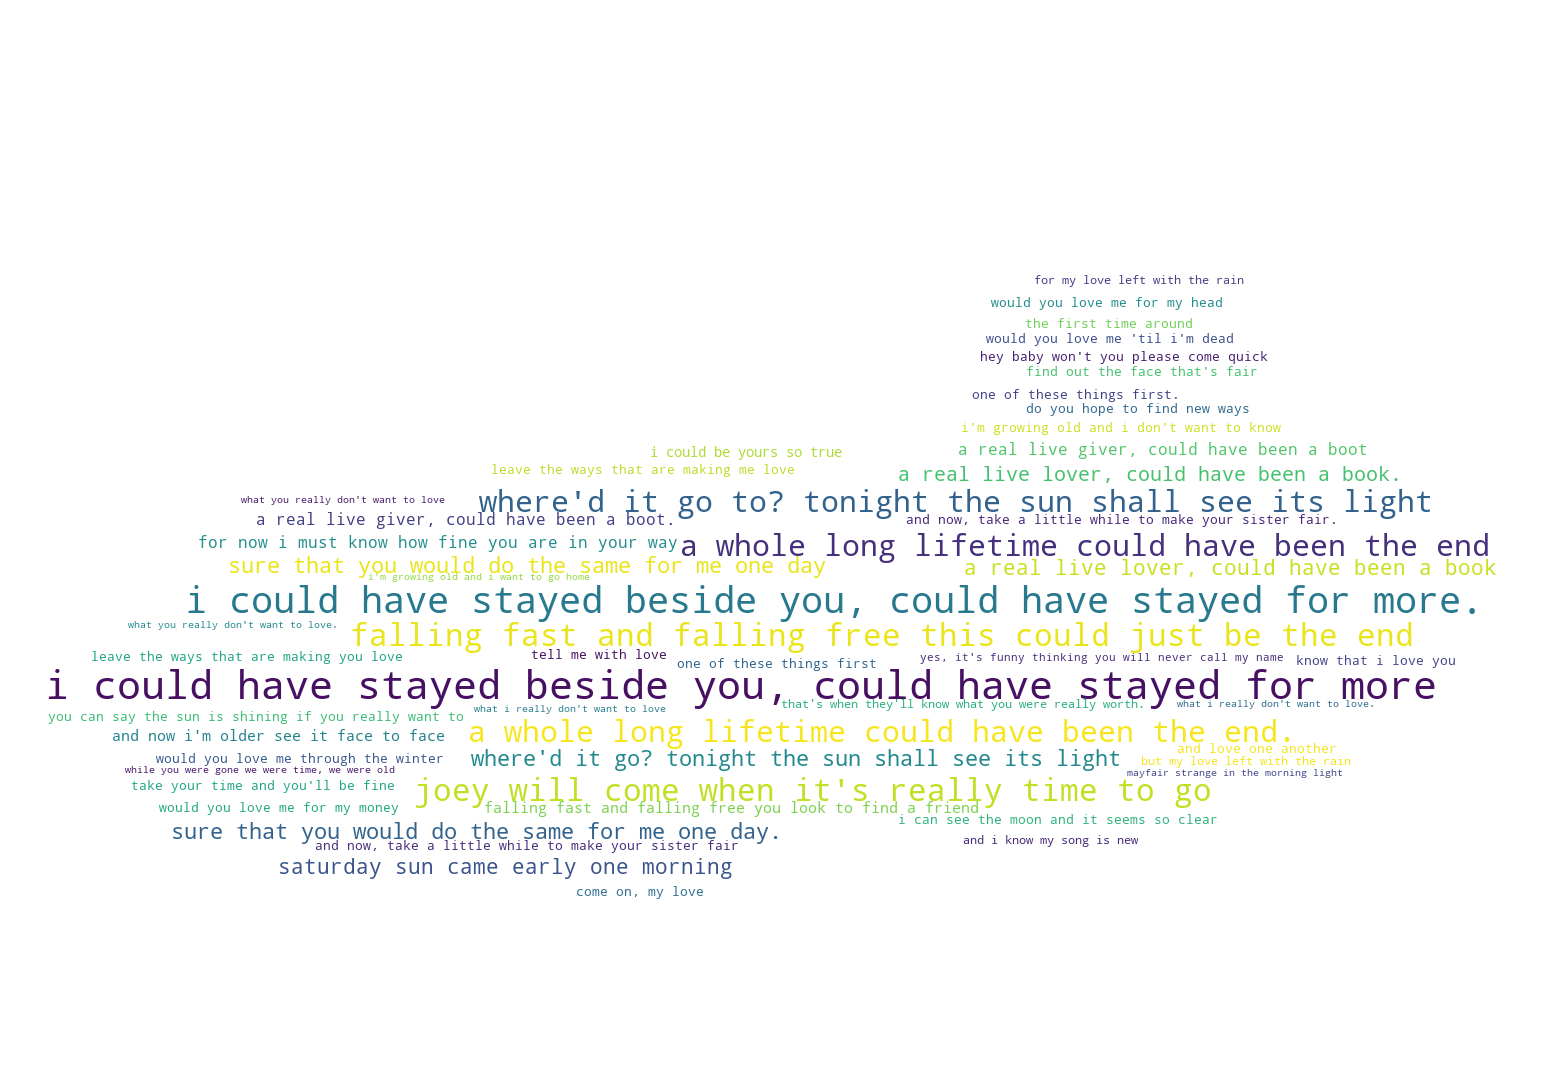 for my love left with the rain
would you love me for my head
the first time around
would you love me 'til i'm dead
hey baby won't you please come quick
find out the face that's fair
one of these things first.
do you hope to find new ways
i'm growing old and i don't want to know
i could be yours so true
a real live giver, could have been a boot
leave the ways that are making me love
a real live lover, could have been a book.
what you really don't want to love
where'd it go to? tonight the sun shall see its light
a real live giver, could have been a boot.
and now, take a little while to make your sister fair.
for now i must know how fine you are in your way
a whole long lifetime could have been the end
sure that you would do the same for me one day
a real live lover, could have been a book
i'm growing old and i want to go home
i could have stayed beside you, could have stayed for more.
what you really don't want to love.
falling fast and falling free this could just be the end
leave the ways that are making you love
tell me with love
one of these things first
yes, it's funny thinking you will never call my name
know that i love you
i could have stayed beside you, could have stayed for more
what i really don't want to love
that's when they'll know what you were really worth.
what i really don't want to love.
you can say the sun is shining if you really want to
and now i'm older see it face to face
a whole long lifetime could have been the end.
and love one another
would you love me through the winter
where'd it go? tonight the sun shall see its light
but my love left with the rain
while you were gone we were time, we were old
mayfair strange in the morning light
take your time and you'll be fine
joey will come when it's really time to go
would you love me for my money
falling fast and falling free you look to find a friend
i can see the moon and it seems so clear
sure that you would do the same for me one day.
and now, take a little while to make your sister fair
and i know my song is new
saturday sun came early one morning
come on, my love